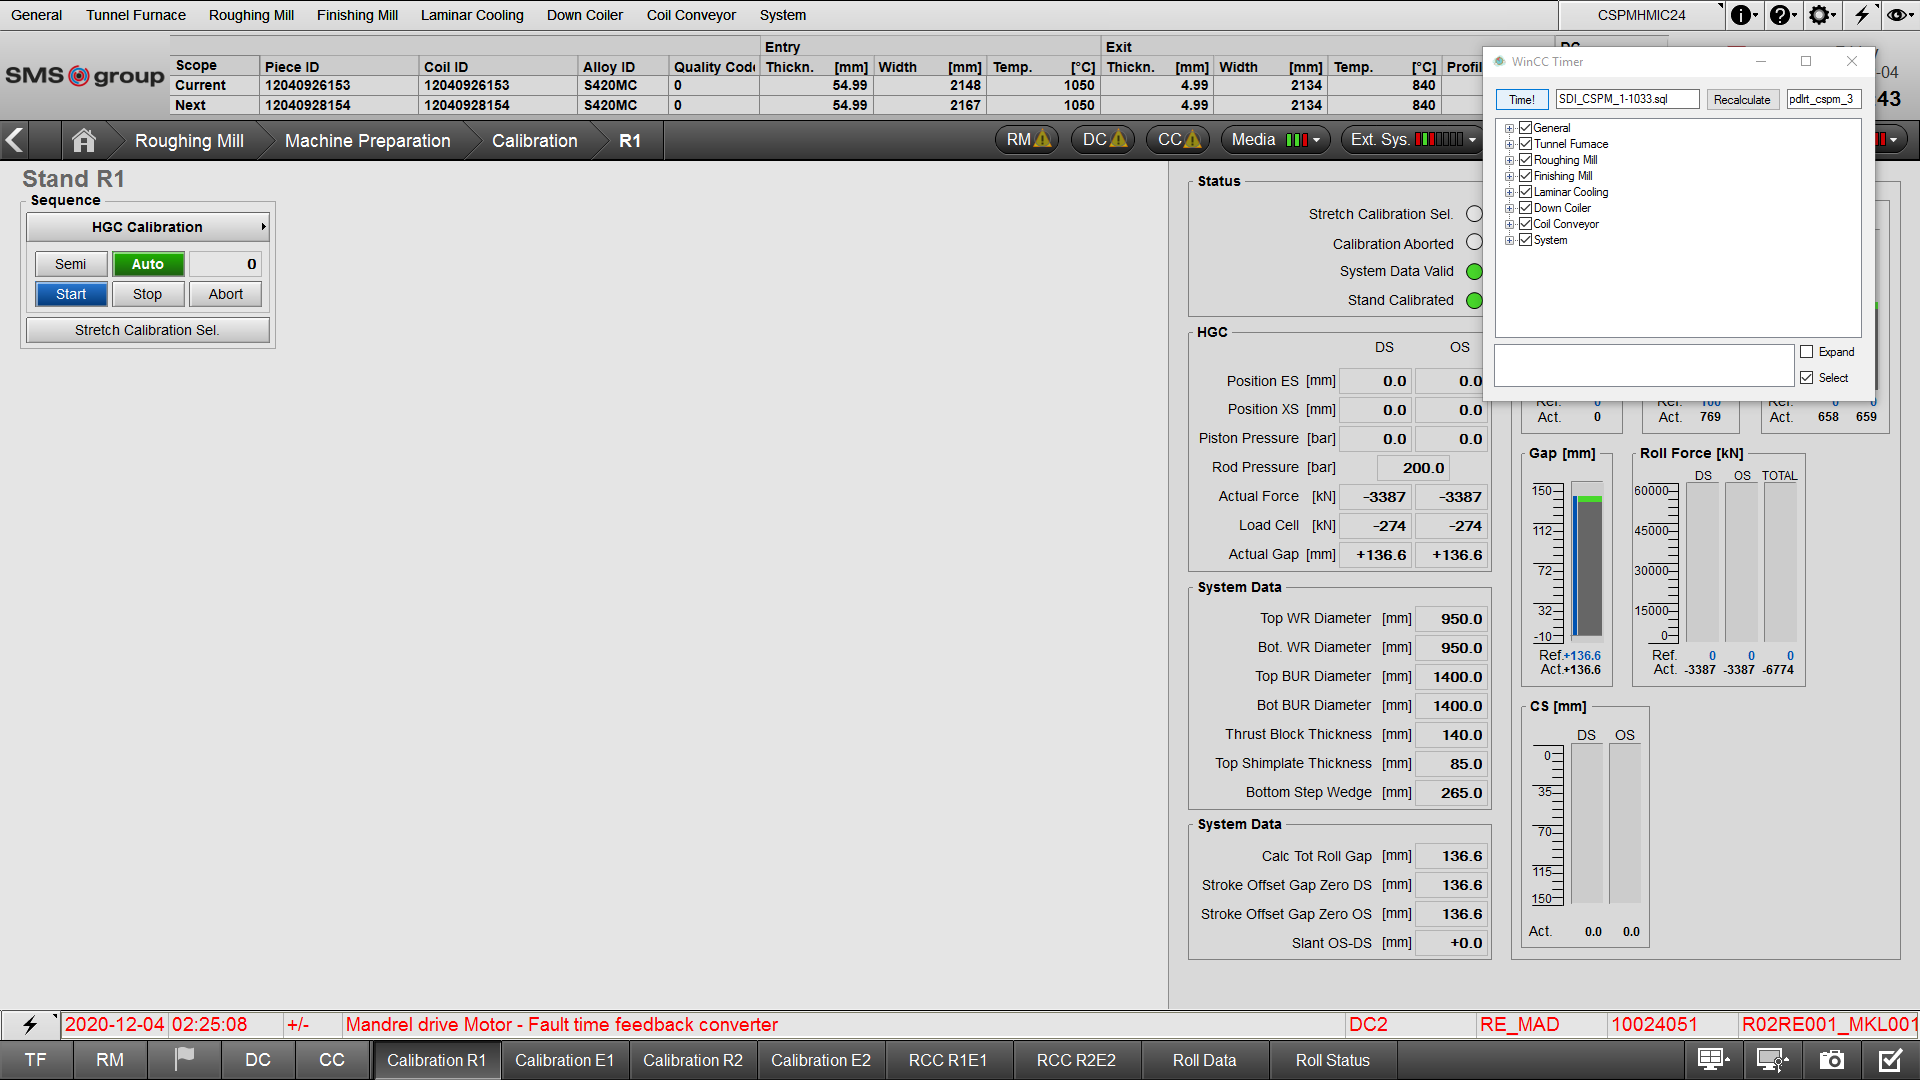 General Tunnel Furnace Roughing Mill Finishing Mill Laminar Cooling Down Coiler Coil Conveyor System CSPMHMIC24
SMS group
Entry Exit
Scope Piece ID Coil ID Alloy ID Quality Code Thickn. [mm] Width [mm] Temp. [°C] Thickn. [mm] Width [mm] Temp. [°C]
Current 12040926153 12040926153 S420MC 0 54.99 2148 1050 4.99 2134 840
Next 12040928154 12040928154 S420MC 0 54.99 2167 1050 4.99 2134 840
-04
43
Roughing Mill Machine Preparation Calibration R1 RM DC CC Media Ext. Sys.
WinCC Timer
Time! SDI_CSPM_1-1033.sql Recalculate pdlrt_cspm_3
General
Tunnel Furnace
Roughing Mill
Finishing Mill
Laminar Cooling
Down Coiler
Coil Conveyor
System
Expand
Select
Stand R1
Sequence
HGC Calibration
Semi Auto 0
Start Stop Abort
Stretch Calibration Sel.
Status
Stretch Calibration Sel.
Calibration Aborted
System Data Valid
Stand Calibrated
HGC
DS OS
Position ES [mm] 0.0 0.0
Position XS [mm] 0.0 0.0
Piston Pressure [bar] 0.0 0.0
Rod Pressure [bar] 200.0
Actual Force [kN] -3387 -3387
Load Cell [kN] -274 -274
Actual Gap [mm] +136.6 +136.6
System Data
Top WR Diameter [mm] 950.0
Bot. WR Diameter [mm] 950.0
Top BUR Diameter [mm] 1400.0
Bot BUR Diameter [mm] 1400.0
Thrust Block Thickness [mm] 140.0
Top Shimplate Thickness [mm] 85.0
Bottom Step Wedge [mm] 265.0
System Data
Calc Tot Roll Gap [mm] 136.6
Stroke Offset Gap Zero DS [mm] 136.6
Stroke Offset Gap Zero OS [mm] 136.6
Slant OS-DS [mm] +0.0
Act. 0 Act. 769 Act. 658 659
Gap [mm]
150
112
72
32
-10
Ref. +136.6
Act. +136.6
Roll Force [kN]
DS OS TOTAL
60000
45000
30000
15000
0
Ref. 0 0 0
Act. -3387 -3387 -6774
CS [mm]
DS OS
0
35
70
115
150
Act. 0.0 0.0
2020-12-04 02:25:08 +/- Mandrel drive Motor - Fault time feedback converter DC2 RE_MAD 10024051 R02RE001_MKL001
TF RM DC CC Calibration R1 Calibration E1 Calibration R2 Calibration E2 RCC R1E1 RCC R2E2 Roll Data Roll Status